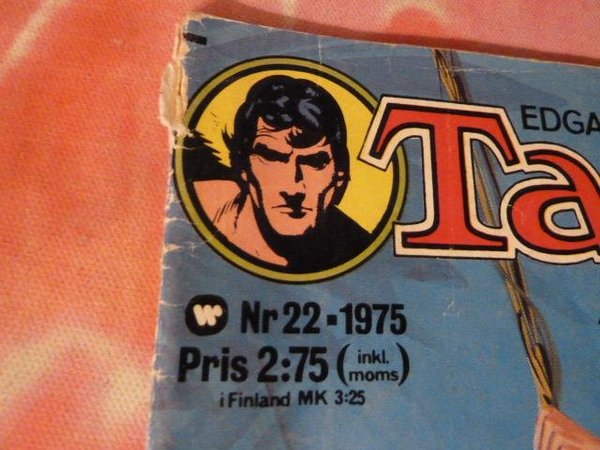 EDGA
Ta
W Nr 22 ▪ 1975
Pris 2:75 (inkl. moms)
i Finland MK 3:25